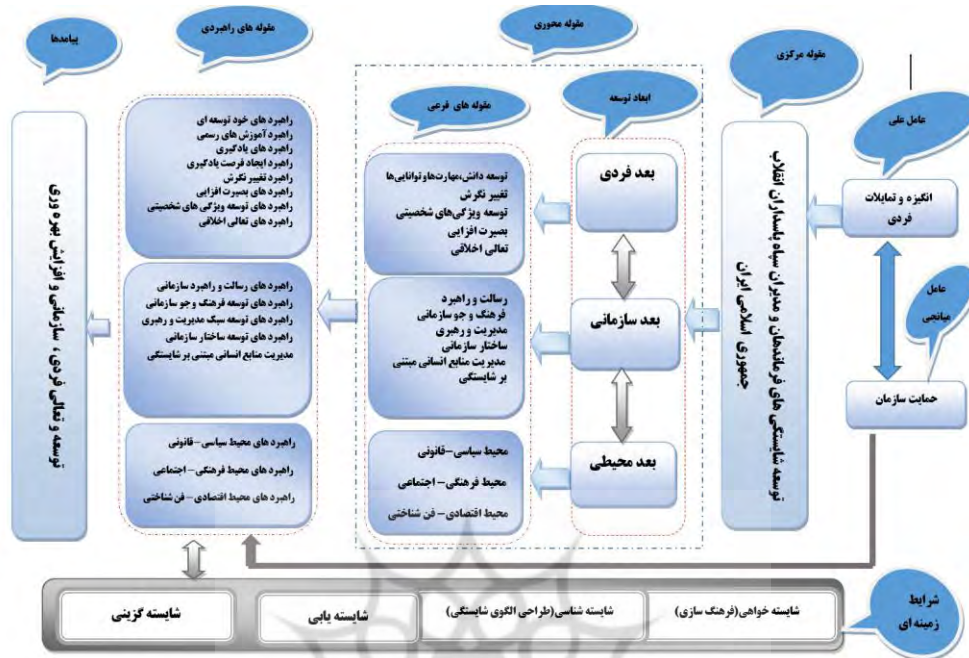 مقوله مرکزی
مقوله محوری
مقوله های راهبردی
پیامدها
عامل علی
ابعاد توسعه
مقوله های فرعی
انگیزه و تمایلات
فردی
عامل
میانجی
حمایت سازمان
توسعه شایستگی های فرماندهان و مدیران سپاه پاسداران انقلاب
جمهوری اسلامی ایران
بعد فردی
بعد سازمانی
بعد محیطی
توسعه دانش،مهارت‌ها‌و‌توانایی‌ها
تغییر نگرش
توسعه ویژگی‌های شخصیتی
بصیرت افزایی
تعالی اخلاقی
رسالت و راهبرد
فرهنگ و جو سازمانی
مدیریت و رهبری
ساختار سازمانی
مدیریت منابع انسانی مبتنی
بر شایستگی
محیط سیاسی-قانونی
محیط فرهنگی- اجتماعی
محیط اقتصادی- فن شناختی
راهبرد های خود توسعه ای
راهبرد آموزش های رسمی
راهبرد های یادگیری
راهبرد ایجاد فرصت یادگیری
راهبرد تغییر نگرش
راهبرد های بصیرت افزایی
راهبرد های توسعه ویژگی های شخصیتی
راهبرد های تعالی اخلاقی
راهبرد های رسالت و راهبرد سازمانی
راهبرد های توسعه فرهنگ و جو سازمانی
راهبرد های توسعه سبک مدیریت و رهبری
راهبرد های توسعه ساختار سازمانی
مدیریت منابع انسانی مبتنی بر شایستگی
راهبرد های محیط سیاسی-قانونی
راهبرد های محیط فرهنگی-اجتماعی
راهبرد های محیط اقتصادی-فن شناختی
توسعه و تعالی فردی، سازمانی و افزایش بهره وری
شرایط
زمینه ای
شایسته خواهی(فرهنگ سازی)
شایسته شناسی(طراحی الگوی شایستگی)
شایسته یابی
شایسته گزینی